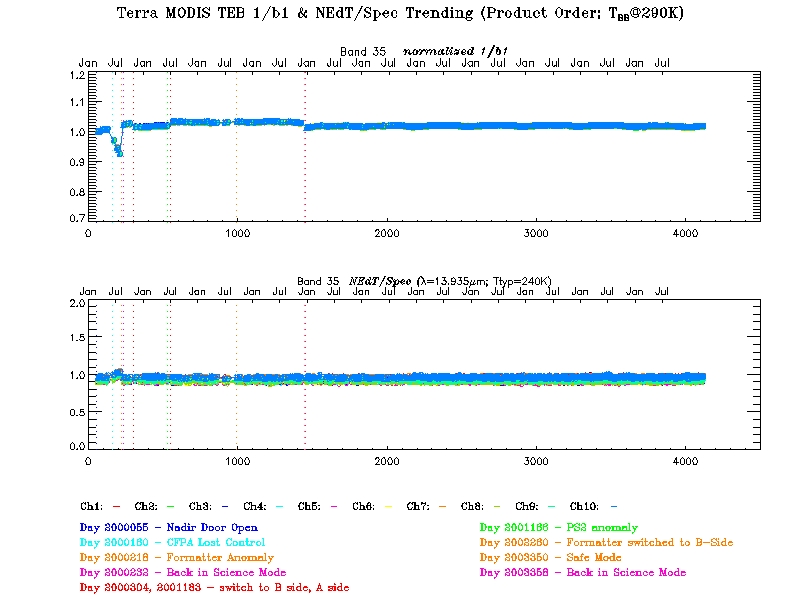 Terra MODIS TEB 1/b1 & NEdT/Spec Trending (Product Order; TBB@290K)
Band 35 normalized 1/b1
Jan Jul Jan Jul Jan Jul Jan Jul Jan Jul Jan Jul Jan Jul Jan Jul Jan Jul Jan Jul Jan Jul
1.2
1.1
1.0
0.9
0.8
0.7
0 1000 2000 3000 4000
Band 35 NEdT/Spec (λ=13.935μm; Ttyp=240K)
Jan Jul Jan Jul Jan Jul Jan Jul Jan Jul Jan Jul Jan Jul Jan Jul Jan Jul Jan Jul Jan Jul
2.0
1.5
1.0
0.5
0.0
0 1000 2000 3000 4000
Ch1: – Ch2: – Ch3: – Ch4: – Ch5: – Ch6: – Ch7: – Ch8: – Ch9: – Ch10: –
Day 2000055 – Nadir Door Open
Day 2000160 – CFPA Lost Control
Day 2000218 – Formatter Anomaly
Day 2000232 – Back in Science Mode
Day 2000304, 2001183 – switch to B side, A side
Day 2001166 – PS2 anomaly
Day 2002260 – Formatter switched to B-Side
Day 2003350 – Safe Mode
Day 2003358 – Back in Science Mode